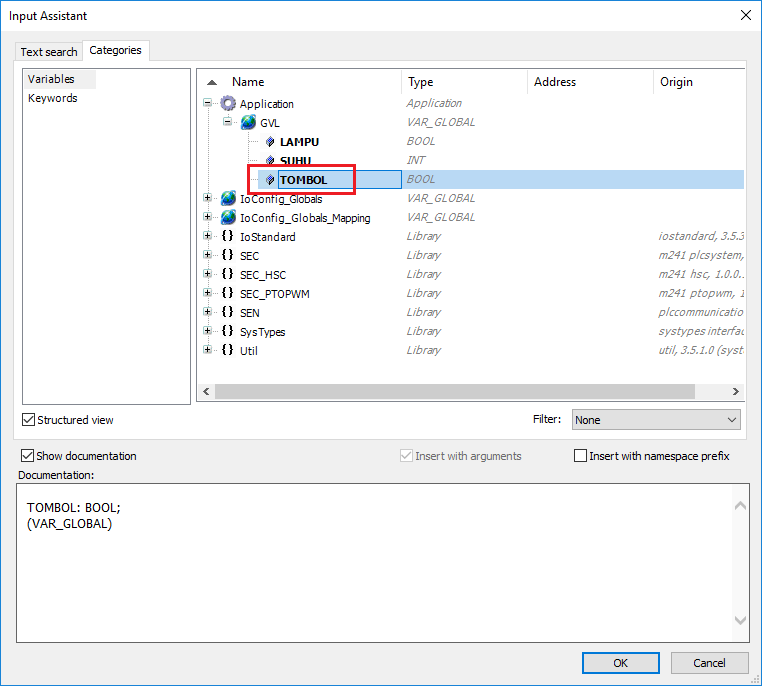 Input Assistant
Text search Categories
Variables
Keywords
Name Type Address Origin
Application Application
GVL VAR_GLOBAL
LAMPU BOOL
SUHU INT
TOMBOL BOOL
IoConfig_Globals VAR_GLOBAL
IoConfig_Globals_Mapping VAR_GLOBAL
{} IoStandard Library iostandard, 3.5.3
{} SEC Library m241 plcsystem,
{} SEC_HSC Library m241 hsc, 1.0.0.
{} SEC_PTOPWM Library m241 ptopwm, 1
{} SEN Library plccommunicatio
{} SysTypes Library systypes interfac
{} Util Library util, 3.5.1.0 (syst
Structured view Filter: None
Show documentation Insert with arguments Insert with namespace prefix
Documentation:
TOMBOL: BOOL;
(VAR_GLOBAL)
OK Cancel